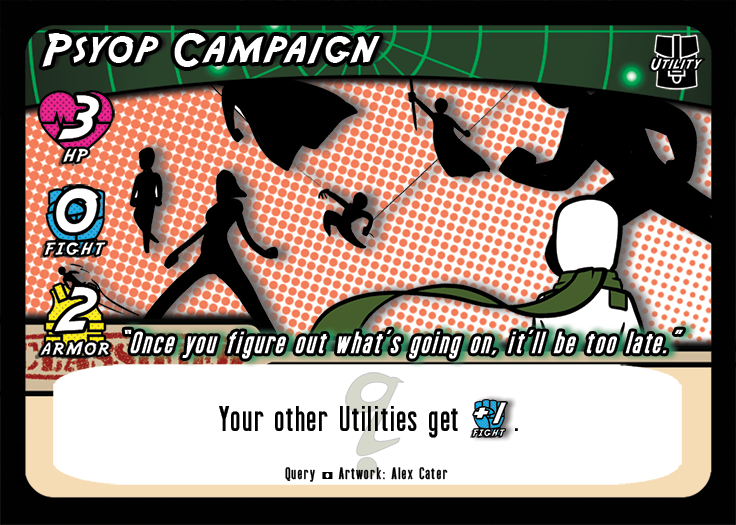 Psyop Campaign
Utility
3
HP
0
Fight
2
Armor
"Once you figure out what's going on, it'll be too late."
Your other Utilities get +1 Fight.
Query Artwork: Alex Cater